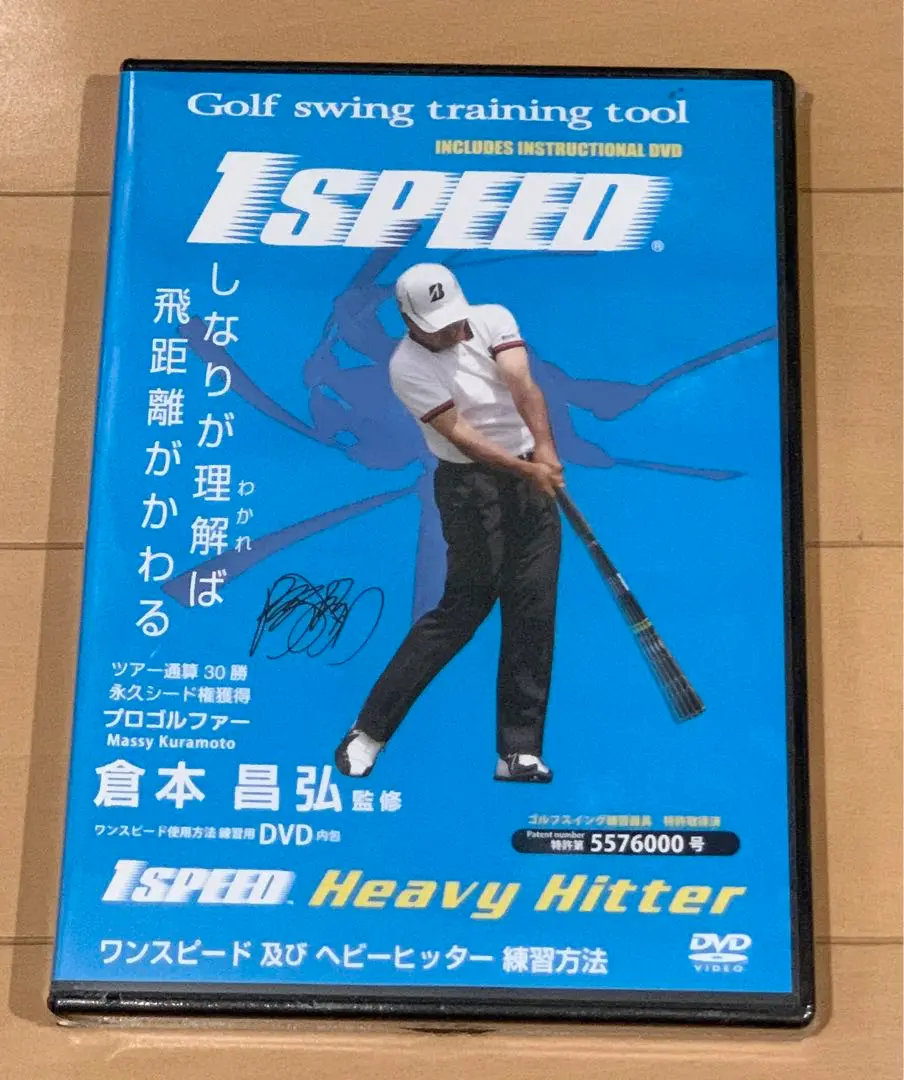 Golf swing training tool
INCLUDES INSTRUCTIONAL DVD
1SPEED®
しなりが理解ば
わかれ
飛距離がかわる
ツアー通算30勝
永久シード権獲得
プロゴルファー
Massy Kuramoto
倉本 昌弘 監修
ワンスピード使用方法 練習用 DVD 内包
ゴルフスイング練習器具 特許取得済
Patent number
特許第 5576000 号
1SPEED™ Heavy Hitter
ワンスピード 及び ヘビーヒッター 練習方法
DVD
VIDEO
B